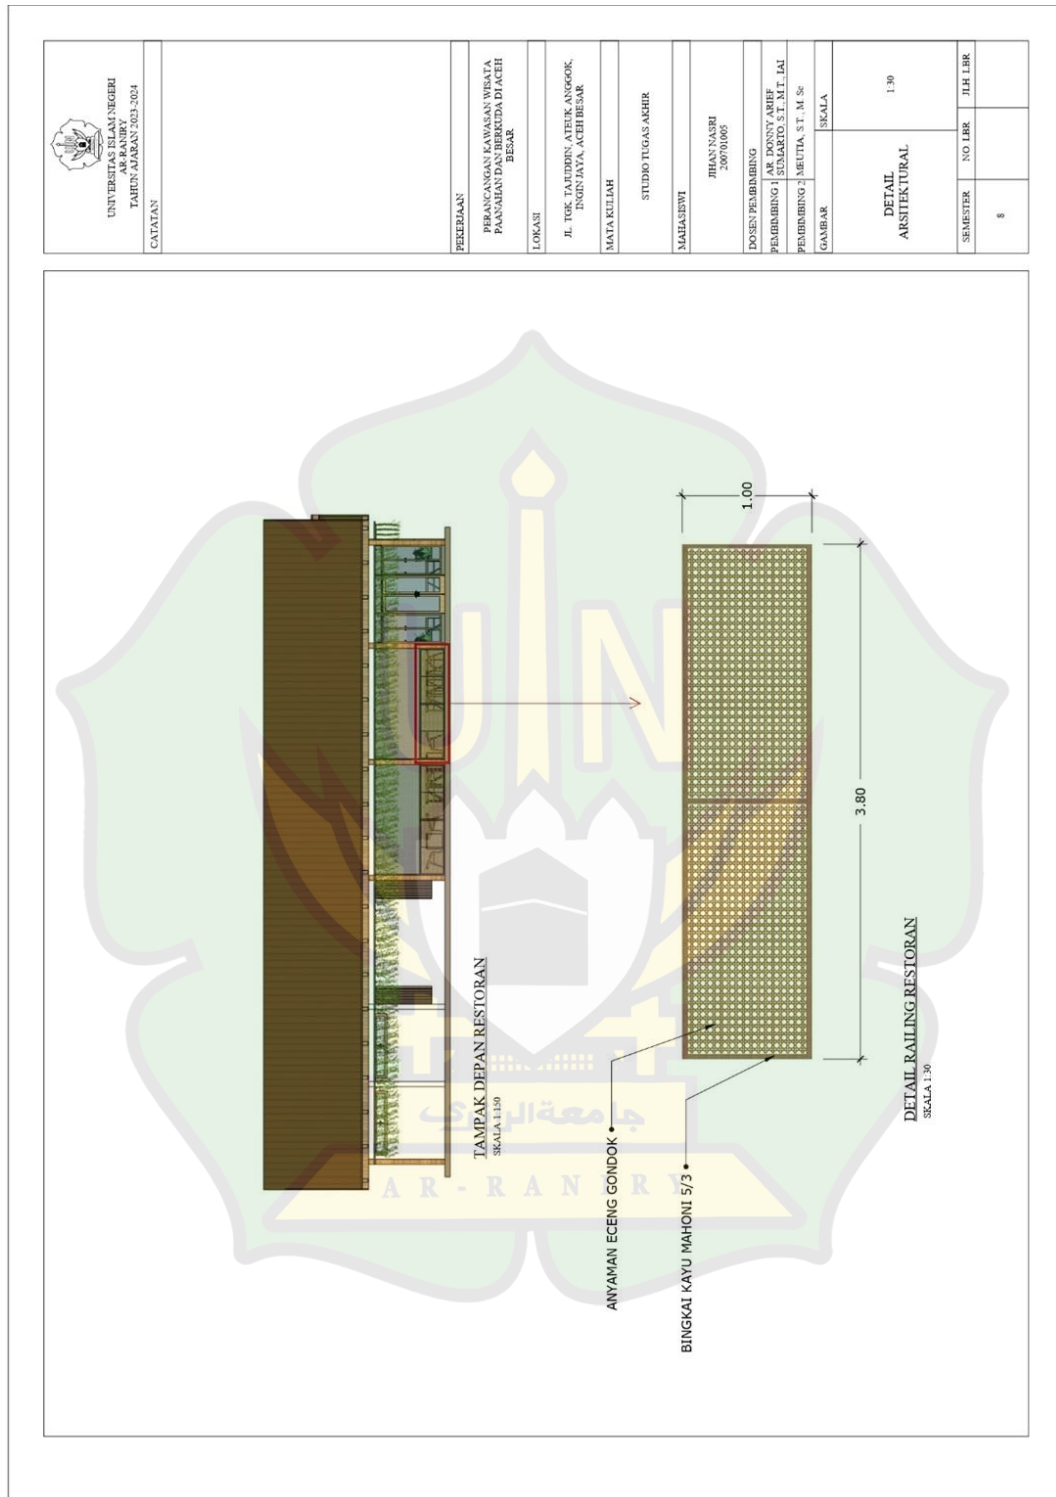 UNIVERSITAS ISLAM NEGERI
AR-RANIRY
TAHUN AJARAN 2023-2024
CATATAN
PEKERJAAN
PERANCANGAN KAWASAN WISATA
PAANAHAN DAN BERKUDA DI ACEH
BESAR
LOKASI
JL. TGK. TAJUDDIN, ATEUK ANGGOK,
INGIN JAYA, ACEH BESAR
MATA KULIAH
STUDIO TUGAS AKHIR
MAHASISWI
JIHAN NASRI
200701005
DOSEN PEMBIMBING
PEMBIMBING 1
AR. DONNY ARIEF
SUMARTO, S.T., M.T., IAI
PEMBIMBING 2
MEUTIA, S.T., M. Sc
GAMBAR
SKALA
DETAIL
ARSITEKTURAL
1:30
SEMESTER
NO. LBR
JLH. LBR
8
TAMPAK DEPAN RESTORAN
SKALA 1:150
ANYAMAN ECENG GONDOK
BINGKAI KAYU MAHONI 5/3
1.00
3.80
DETAIL RAILING RESTORAN
SKALA 1:30
UIN
جامعة الرانري
AR-RANIRY